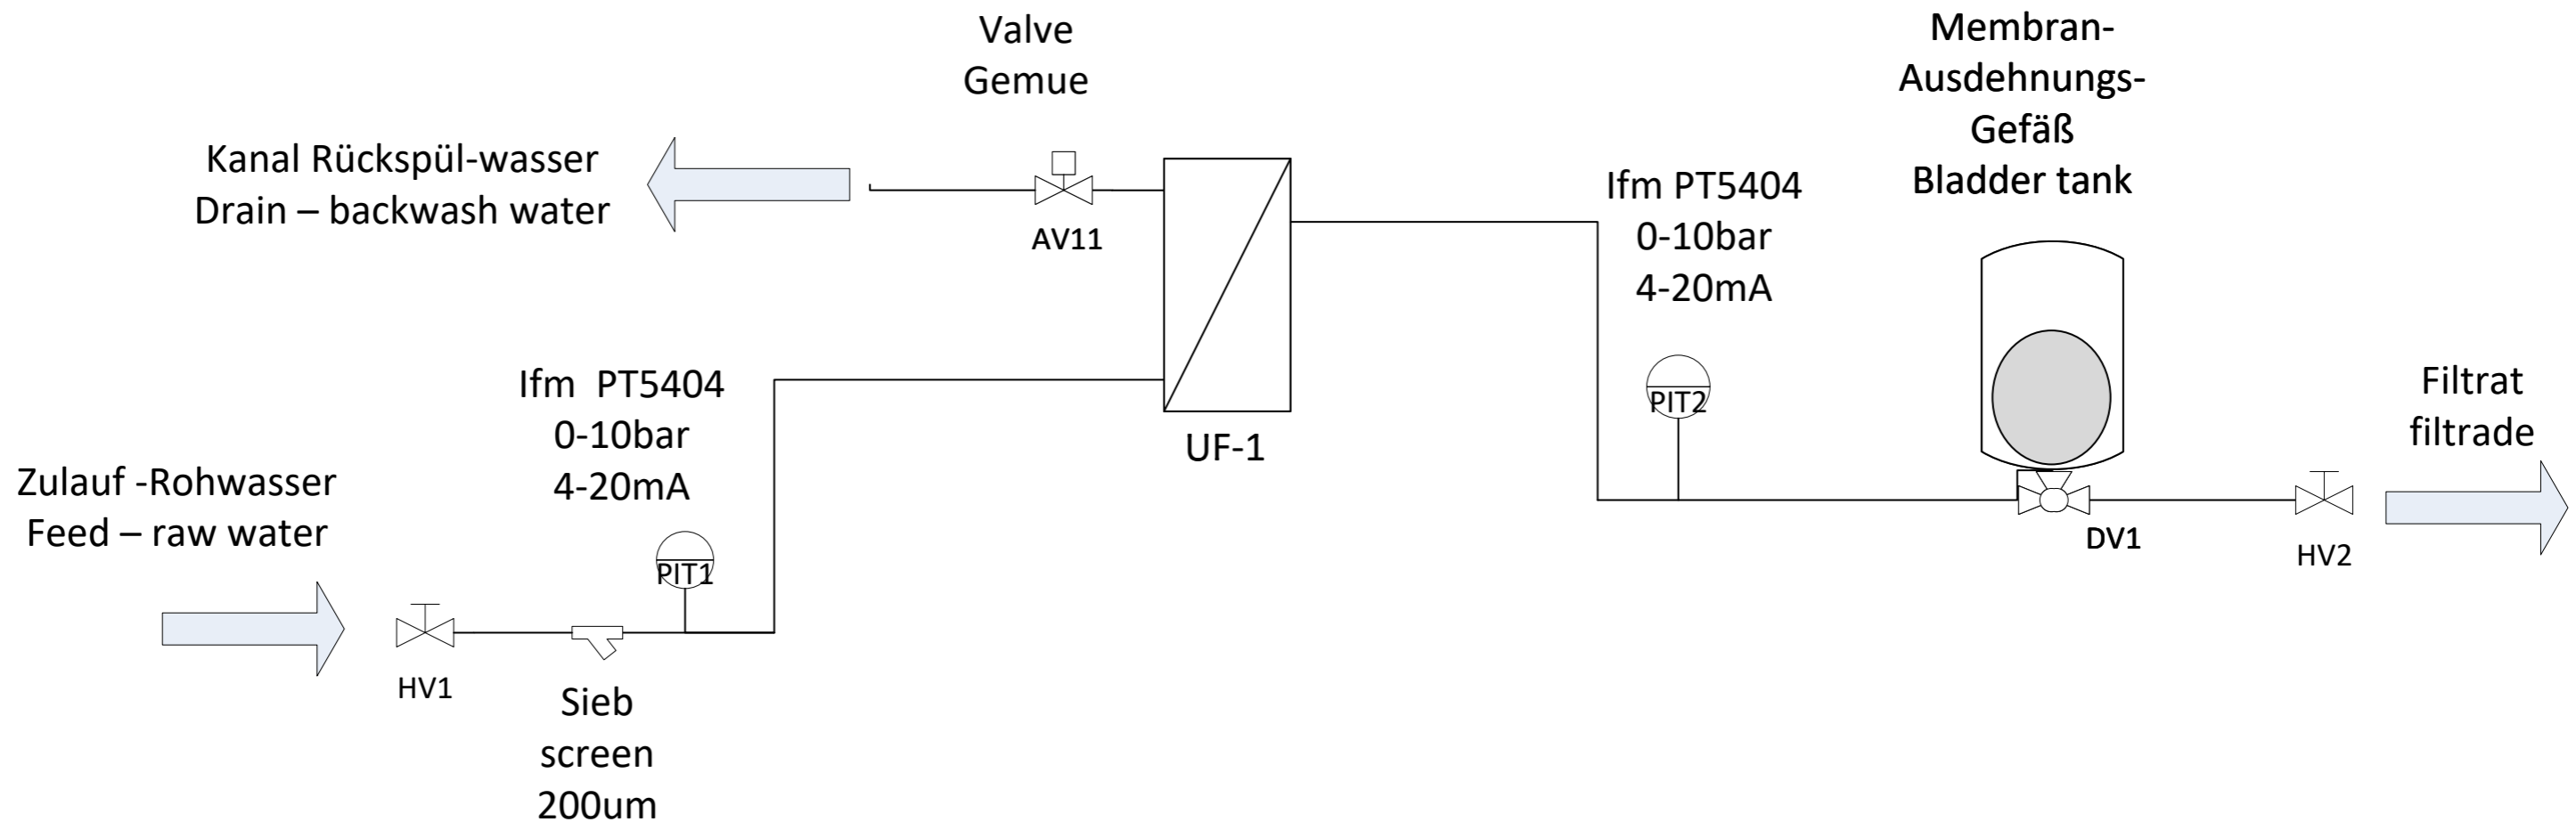 Valve
Gemue
Membran-
Ausdehnungs-
Gefäß
Bladder tank
Kanal Rückspül-wasser
Drain – backwash water
AV11
Ifm PT5404
0-10bar
4-20mA
PIT2
UF-1
Ifm  PT5404
0-10bar
4-20mA
PIT1
Zulauf -Rohwasser
Feed – raw water
HV1
Sieb
screen
200um
DV1
HV2
Filtrat
filtrade